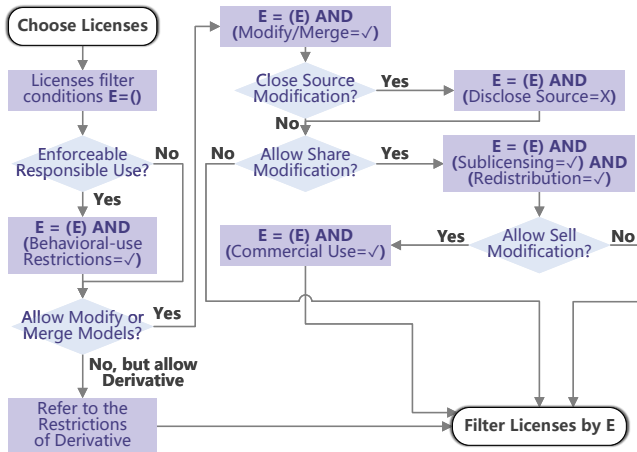 Choose Licenses
Licenses filter
conditions E=()
Enforceable
Responsible Use?
No
Yes
E = (E) AND
(Behavioral-use
Restrictions=✓)
Allow Modify or
Merge Models?
Yes
No, but allow
Derivative
Refer to the
Restrictions
of Derivative
E = (E) AND
(Modify/Merge=✓)
Close Source
Modification?
Yes
E = (E) AND
(Disclose Source=X)
No
No
Allow Share
Modification?
Yes
E = (E) AND
(Sublicensing=✓) AND
(Redistribution=✓)
E = (E) AND
(Commercial Use=✓)
Yes
Allow Sell
Modification?
No
Filter Licenses by E